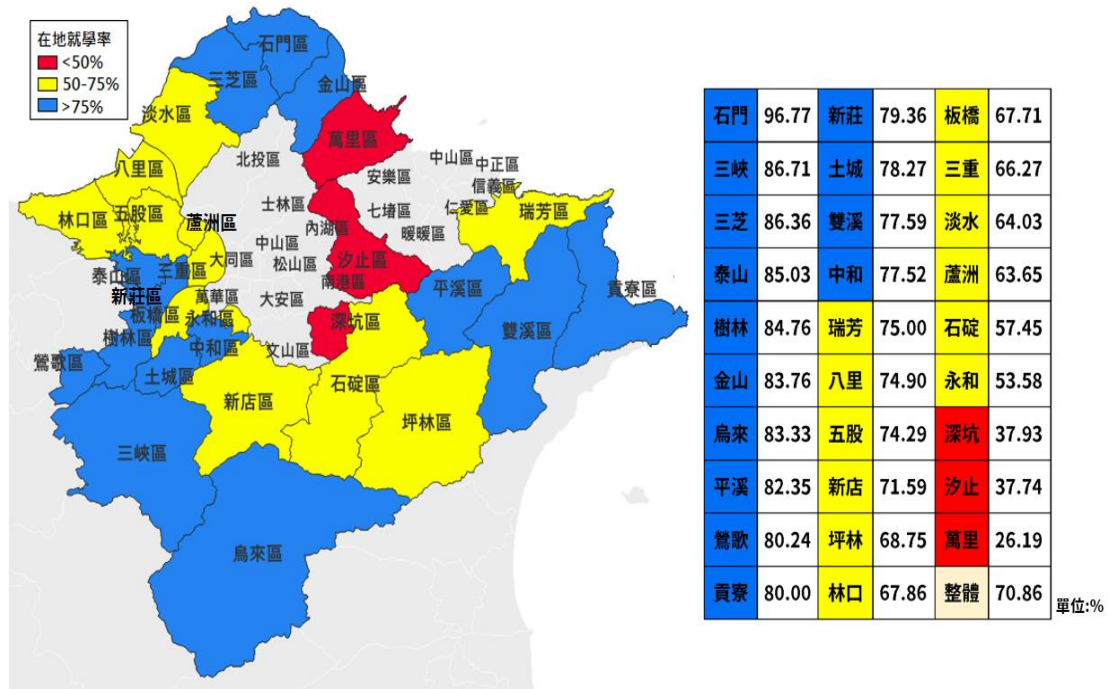 在地就學率
<50%
50-75%
>75%
石門區
三芝區
金山區
淡水區
萬里區
北投區
中山區
中正區
八里區
安樂區
信義區
士林區
七堵區
仁愛區
瑞芳區
林口區
五股區
蘆洲區
內湖區
暖暖區
中山區
大同區
松山區
汐止區
泰山區
三重區
南港區
平溪區
貢寮區
新莊區
萬華區
大安區
板橋區
永和區
深坑區
雙溪區
樹林區
中和區
文山區
鶯歌區
土城區
石碇區
新店區
坪林區
三峽區
烏來區
石門 96.77 新莊 79.36 板橋 67.71
三峽 86.71 土城 78.27 三重 66.27
三芝 86.36 雙溪 77.59 淡水 64.03
泰山 85.03 中和 77.52 蘆洲 63.65
樹林 84.76 瑞芳 75.00 石碇 57.45
金山 83.76 八里 74.90 永和 53.58
烏來 83.33 五股 74.29 深坑 37.93
平溪 82.35 新店 71.59 汐止 37.74
鶯歌 80.24 坪林 68.75 萬里 26.19
貢寮 80.00 林口 67.86 整體 70.86
單位:%